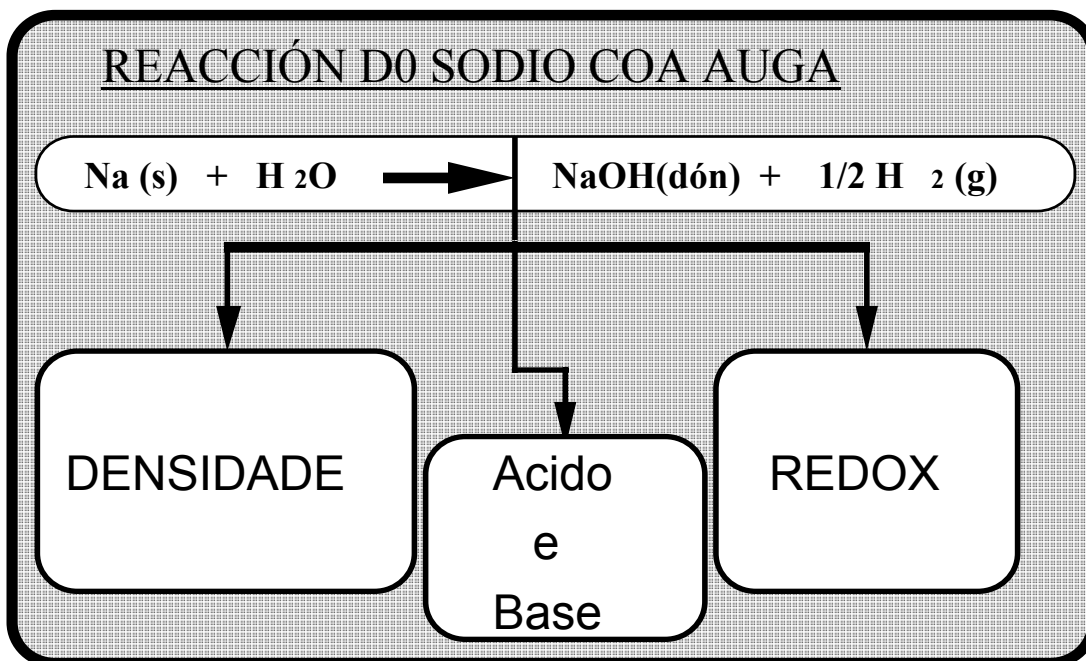 REACCIÓN D0 SODIO COA AUGA
Na (s) + H 2O NaOH(dón) + 1/2 H 2 (g)
DENSIDADE
Acido
e
Base
REDOX